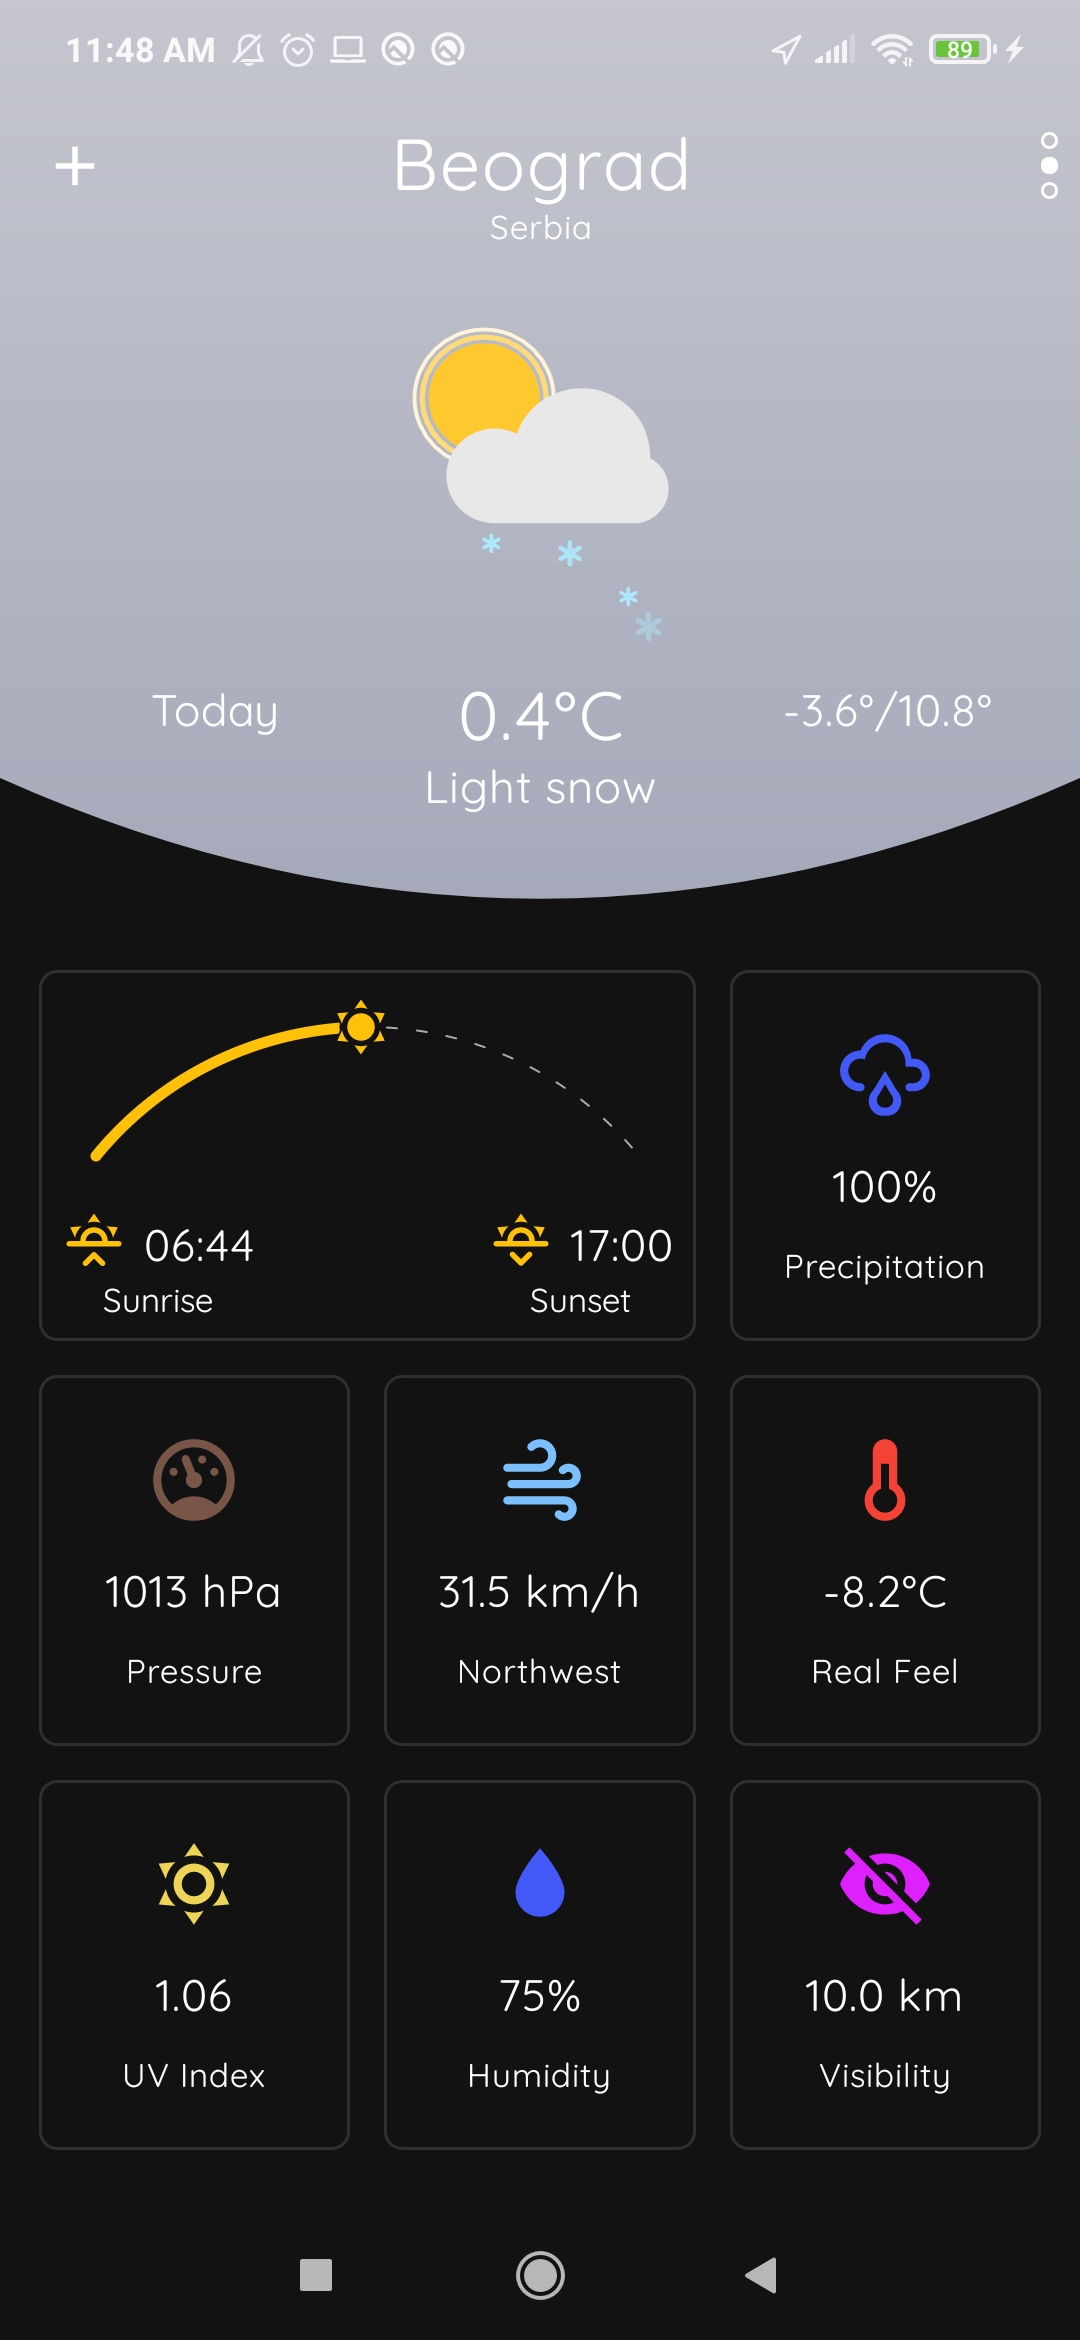 11:48 AM 89
Beograd
Serbia
Today 0.4°C -3.6°/10.8°
Light snow
06:44 17:00
Sunrise Sunset
100%
Precipitation
1013 hPa 31.5 km/h -8.2°C
Pressure Northwest Real Feel
1.06 75% 10.0 km
UV Index Humidity Visibility